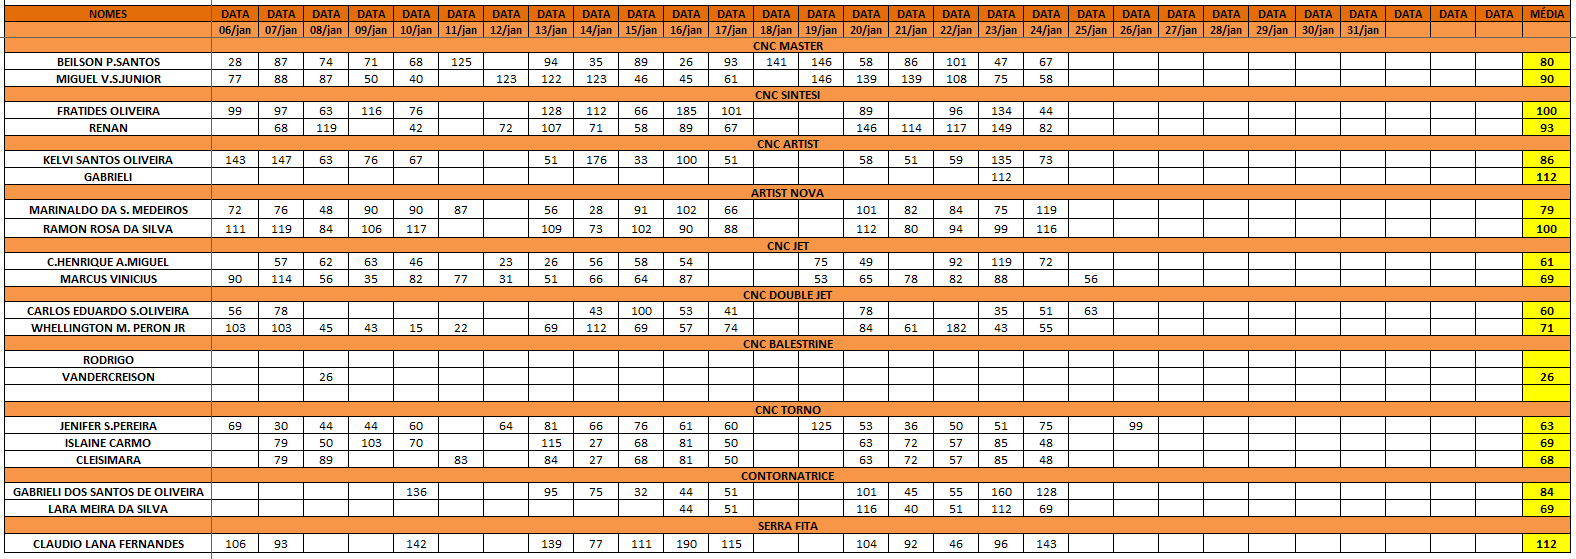 NOMES DATA DATA DATA DATA DATA DATA DATA DATA DATA DATA DATA DATA DATA DATA DATA DATA DATA DATA DATA DATA DATA DATA DATA DATA DATA DATA DATA DATA DATA MÉDIA
06/jan 07/jan 08/jan 09/jan 10/jan 11/jan 12/jan 13/jan 14/jan 15/jan 16/jan 17/jan 18/jan 19/jan 20/jan 21/jan 22/jan 23/jan 24/jan 25/jan 26/jan 27/jan 28/jan 29/jan 30/jan 31/jan
CNC MASTER
BEILSON P.SANTOS 28 87 74 71 68 125 94 35 89 26 93 141 146 58 86 101 47 67 80
MIGUEL V.S.JUNIOR 77 88 87 50 40 123 122 123 46 45 61 146 139 139 108 75 58 90
CNC SINTESI
FRATIDES OLIVEIRA 99 97 63 116 76 128 112 66 185 101 89 96 134 44 100
RENAN 68 119 42 72 107 71 58 89 67 146 114 117 149 82 93
CNC ARTIST
KELVI SANTOS OLIVEIRA 143 147 63 76 67 51 176 33 100 51 58 51 59 135 73 86
GABRIELI 112 112
ARTIST NOVA
MARINALDO DA S. MEDEIROS 72 76 48 90 90 87 56 28 91 102 66 101 82 84 75 119 79
RAMON ROSA DA SILVA 111 119 84 106 117 109 73 102 90 88 112 80 94 99 116 100
CNC JET
C.HENRIQUE A.MIGUEL 57 62 63 46 23 26 56 58 54 75 49 92 119 72 61
MARCUS VINICIUS 90 114 56 35 82 77 31 51 66 64 87 53 65 78 82 88 56 69
CNC DOUBLE JET
CARLOS EDUARDO S.OLIVEIRA 56 78 43 100 53 41 78 35 51 63 60
WHELLINGTON M. PERON JR 103 103 45 43 15 22 69 112 69 57 74 84 61 182 43 55 71
CNC BALESTRINE
RODRIGO
VANDERCREISON 26 26
CNC TORNO
JENIFER S.PEREIRA 69 30 44 44 60 64 81 66 76 61 60 125 53 36 50 51 75 99 63
ISLAINE CARMO 79 50 103 70 115 27 68 81 50 63 72 57 85 48 69
CLEISIMARA 79 89 83 84 27 68 81 50 63 72 57 85 48 68
CONTORNATRICE
GABRIELI DOS SANTOS DE OLIVEIRA 136 95 75 32 44 51 101 45 55 160 128 84
LARA MEIRA DA SILVA 44 51 116 40 51 112 69 69
SERRA FITA
CLAUDIO LANA FERNANDES 106 93 142 139 77 111 190 115 104 92 46 96 143 112